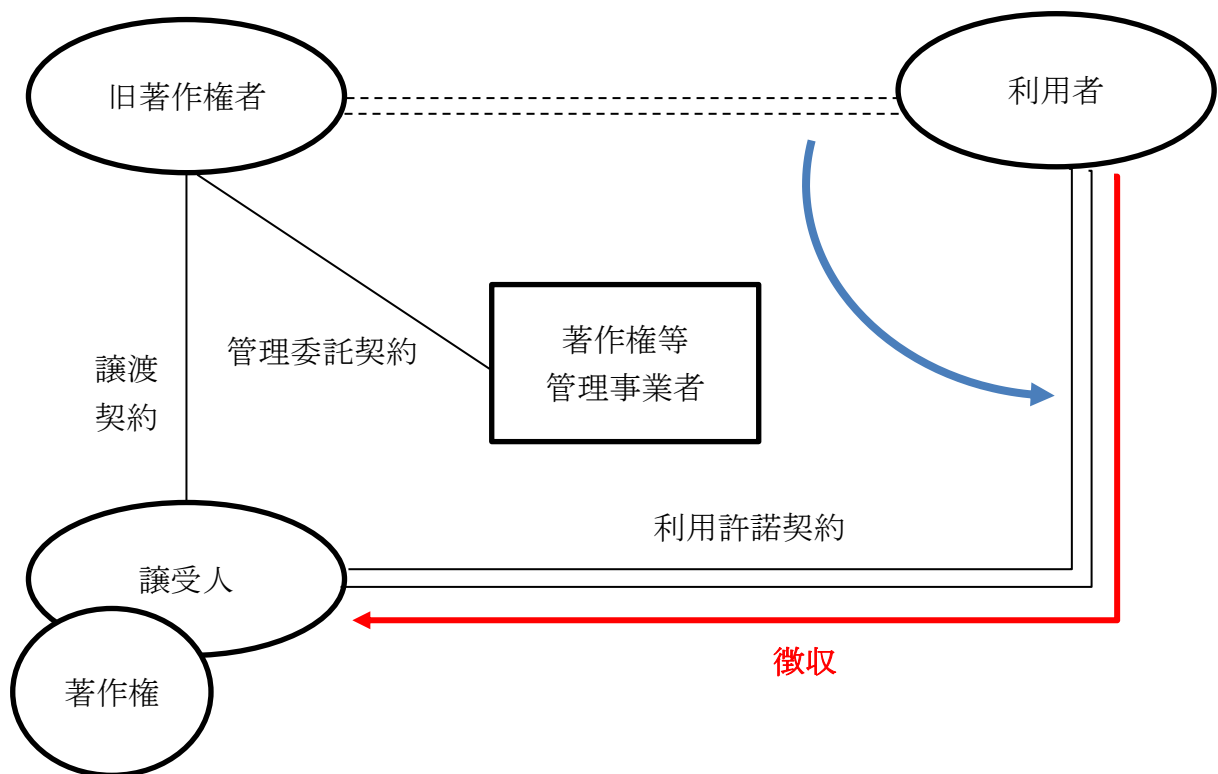 旧著作権者
利用者
管理委託契約
著作権等
管理事業者
譲渡
契約
利用許諾契約
譲受人
徴収
著作権